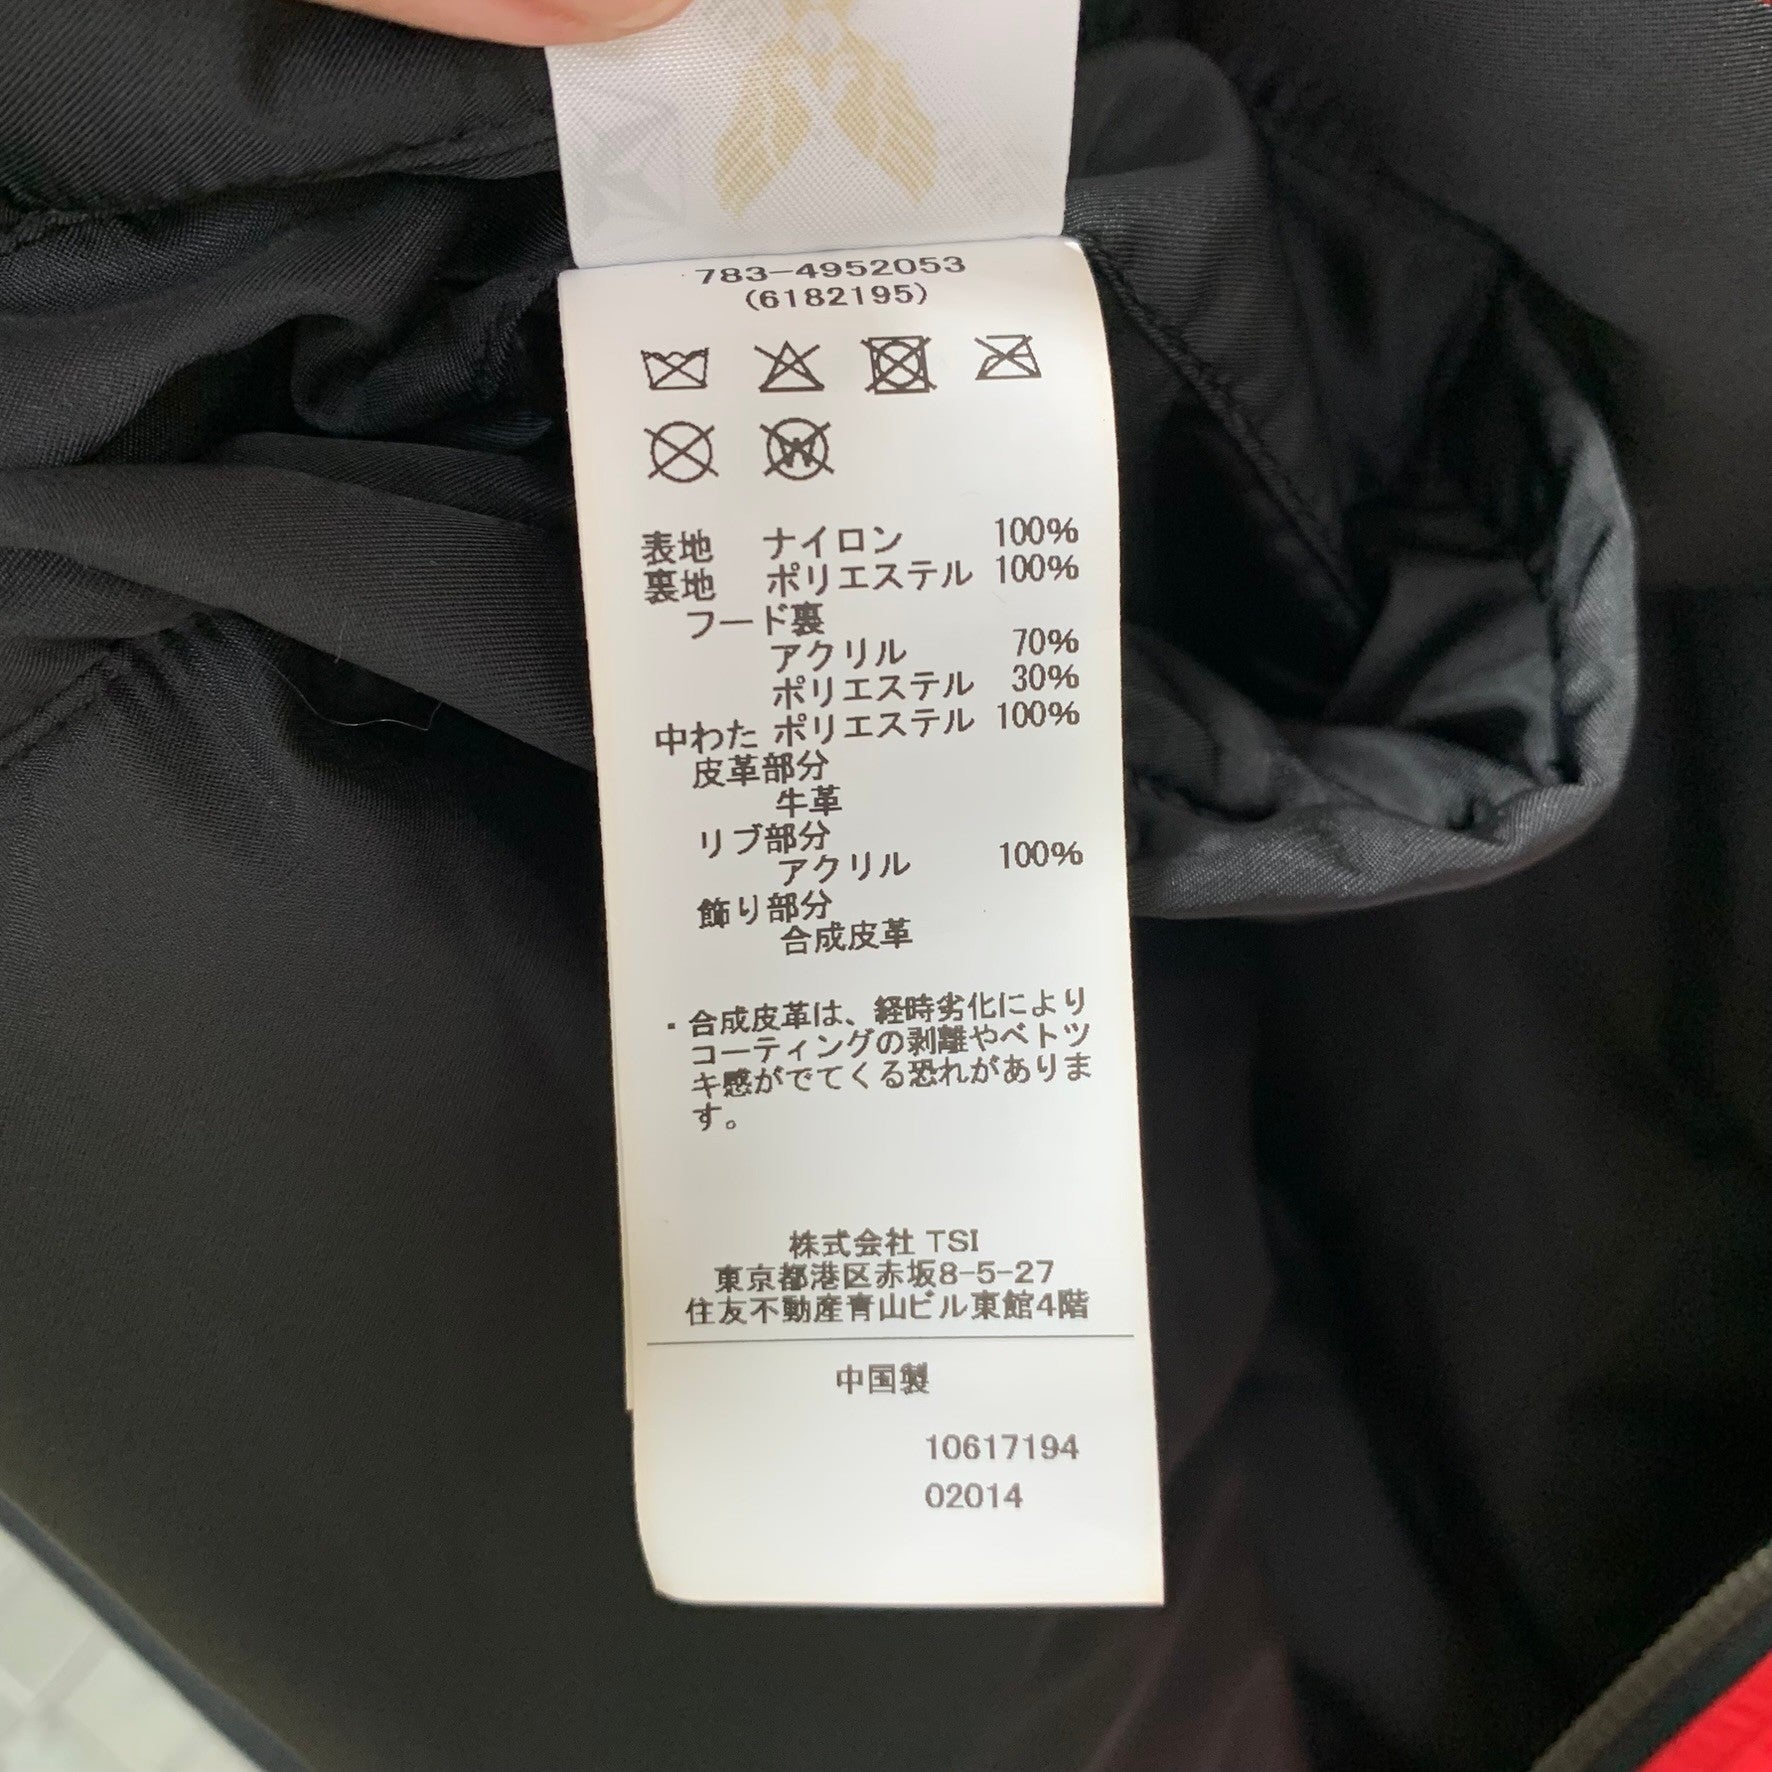 783-4952053
(6182195)
表地 ナイロン 100%
裏地 ポリエステル 100%
フード裏
アクリル 70%
ポリエステル 30%
中わた ポリエステル 100%
皮革部分
牛革
リブ部分
アクリル 100%
飾り部分
合成皮革
・合成皮革は、経時劣化により
コーティングの剥離やベトツ
キ感がでてくる恐れがありま
す。
株式会社 TSI
東京都港区赤坂8-5-27
住友不動産青山ビル東館4階
中国製
10617194
02014